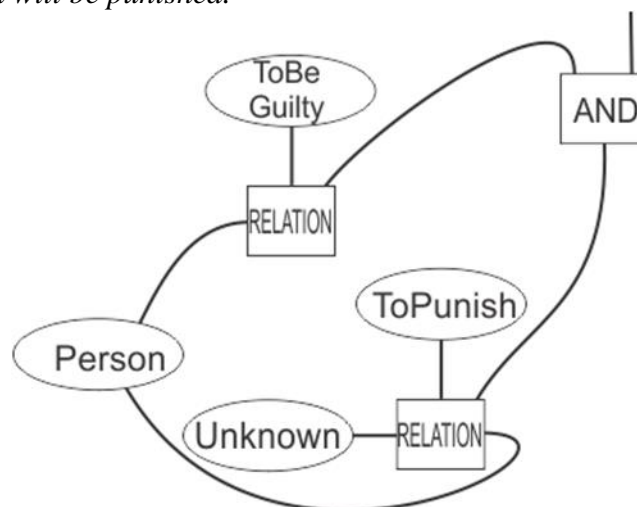 will be punished.
ToBe
Guilty
AND
RELATION
ToPunish
Person
Unknown
RELATION